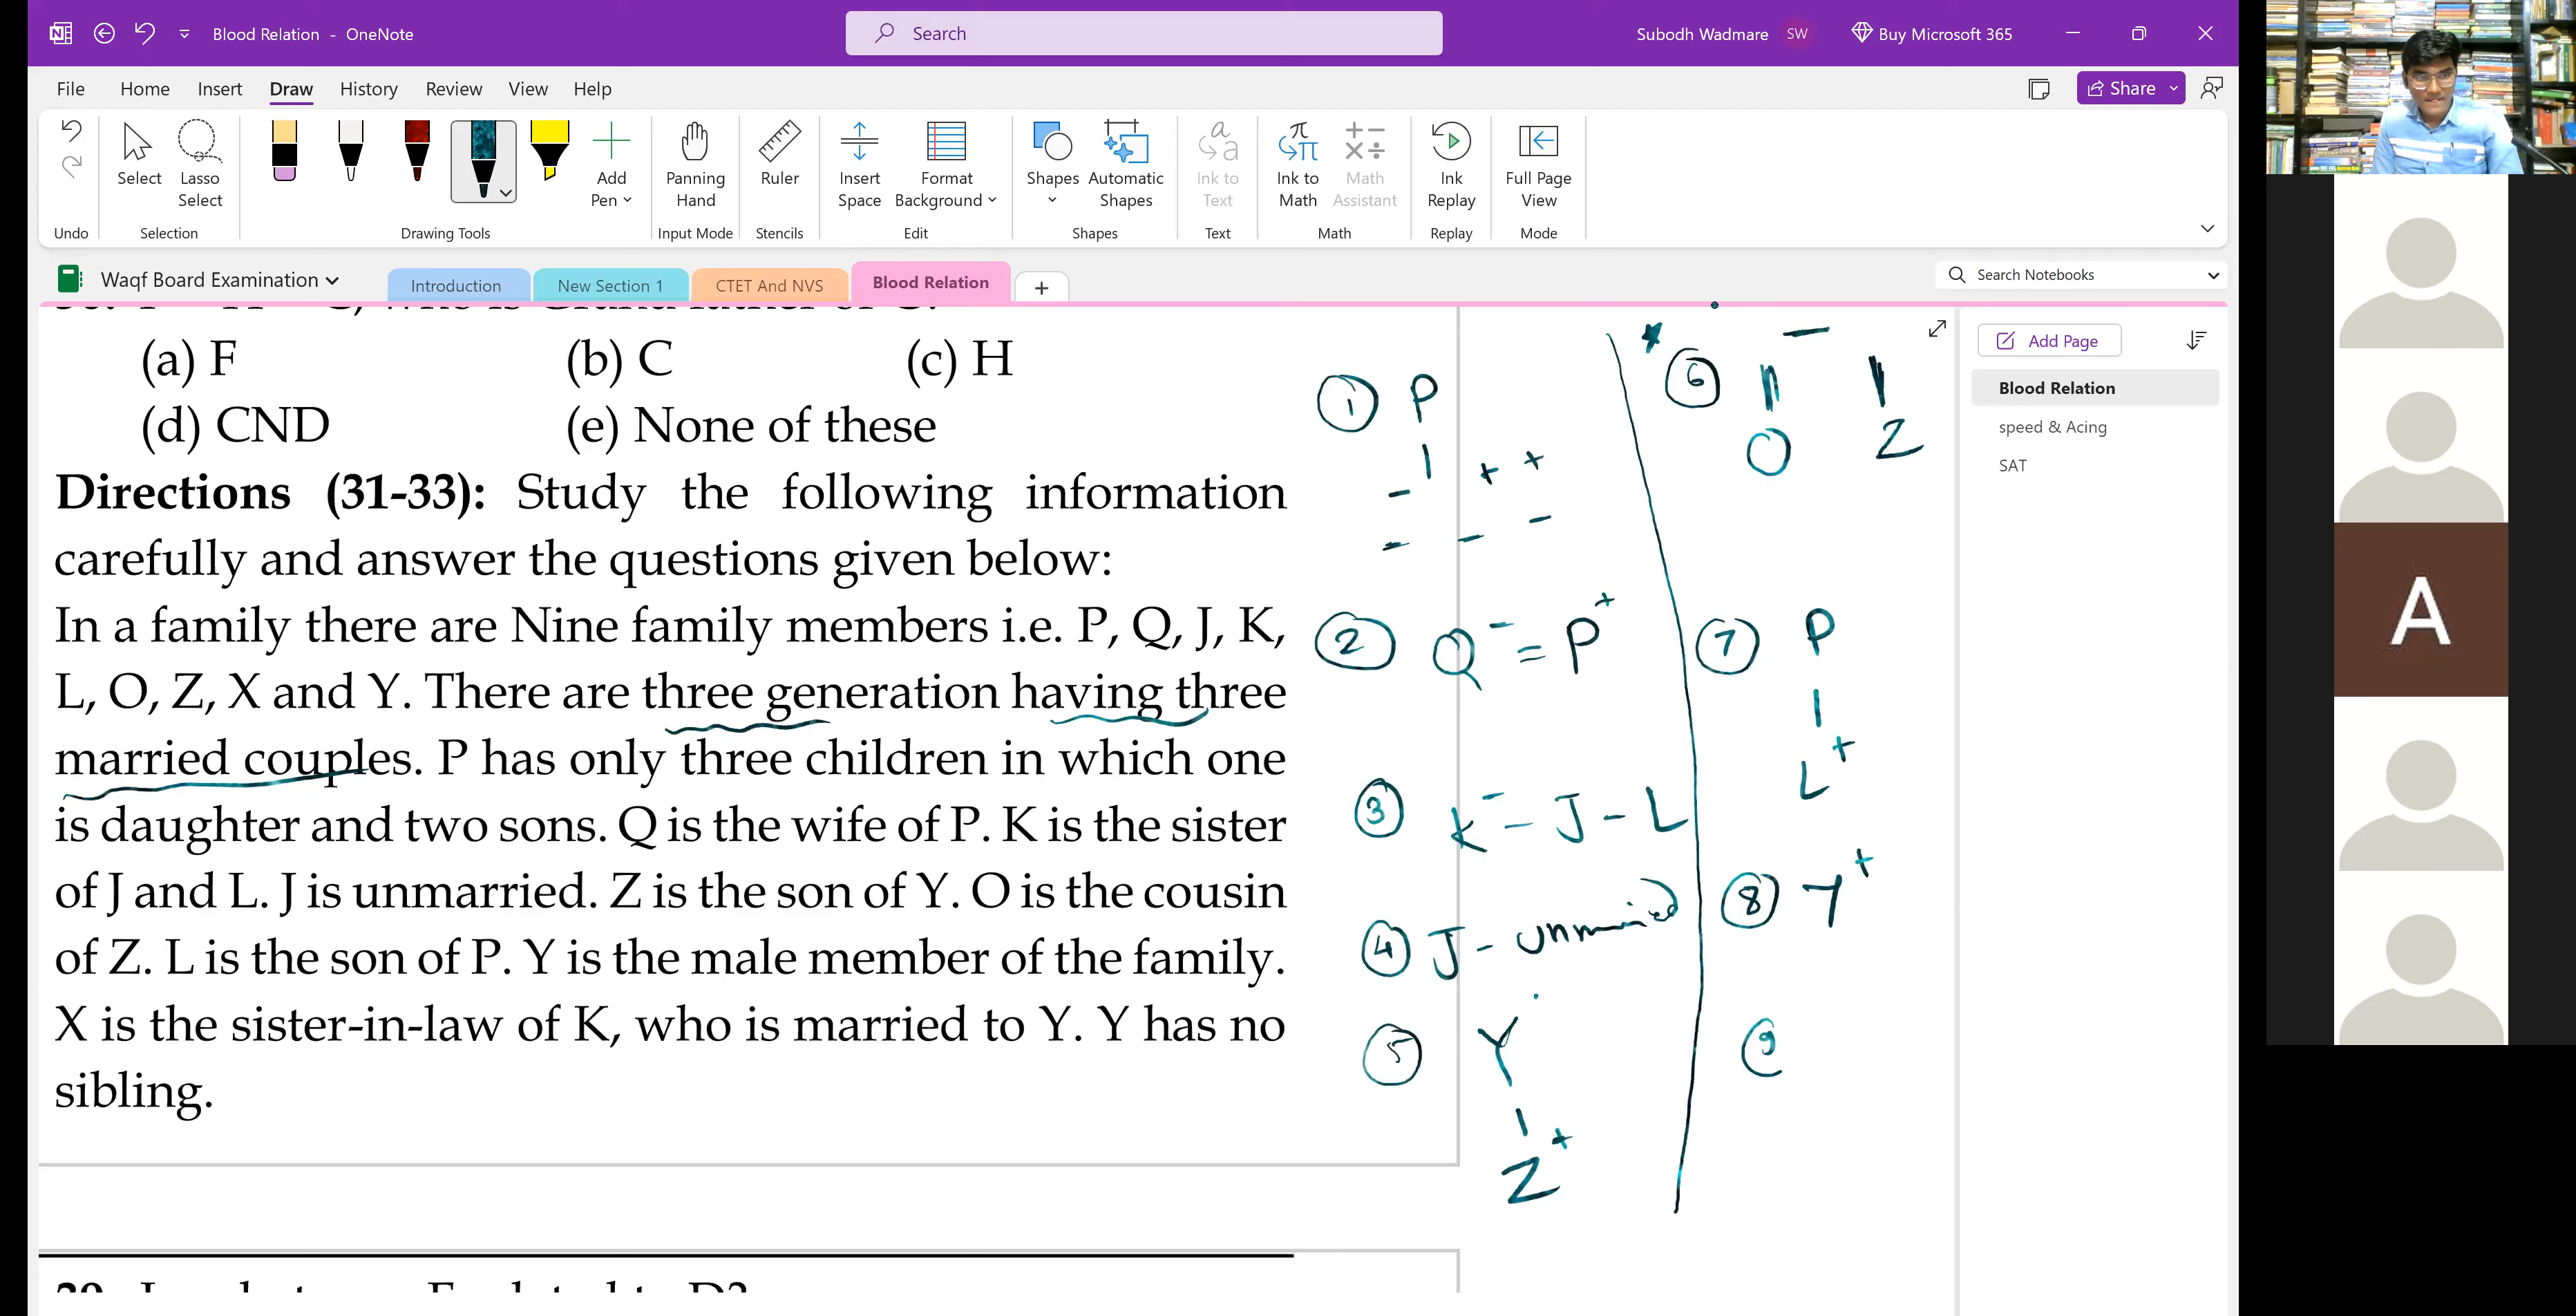 Blood Relation - OneNote
Search
Subodh Wadmare SW
Buy Microsoft 365
File Home Insert Draw History Review View Help
Share
Select
Lasso Select
Add Pen
Panning Hand
Ruler
Insert Space
Format Background
Shapes
Automatic Shapes
Ink to Text
Ink to Math
Math Assistant
Ink Replay
Full Page View
Undo Selection Drawing Tools Input Mode Stencils Edit Shapes Text Math Replay Mode
Waqf Board Examination
Introduction New Section 1 CTET And NVS Blood Relation +
Search Notebooks
Add Page
Blood Relation
speed & Acing
SAT
(a) F (b) C (c) H
(d) CND (e) None of these
Directions (31-33): Study the following information
carefully and answer the questions given below:
In a family there are Nine family members i.e. P, Q, J, K,
L, O, Z, X and Y. There are three generation having three
married couples. P has only three children in which one
is daughter and two sons. Q is the wife of P. K is the sister
of J and L. J is unmarried. Z is the son of Y. O is the cousin
of Z. L is the son of P. Y is the male member of the family.
X is the sister-in-law of K, who is married to Y. Y has no
sibling.
1 P
- + +
- - -
2 Q- = P+
3 K- - J - L
4 J -
5 Y
Z+
6 O - Z
7 P
L+
8 Y+
9
A